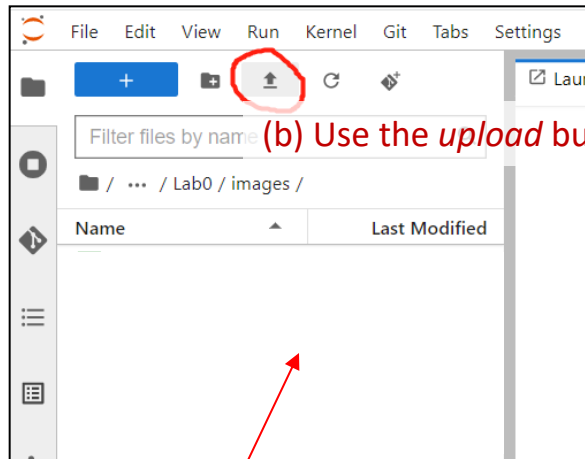 File Edit View Run Kernel Git Tabs Settings
Filter files by name
(b) Use the upload bu
/ ... / Lab0 / images /
Name Last Modified